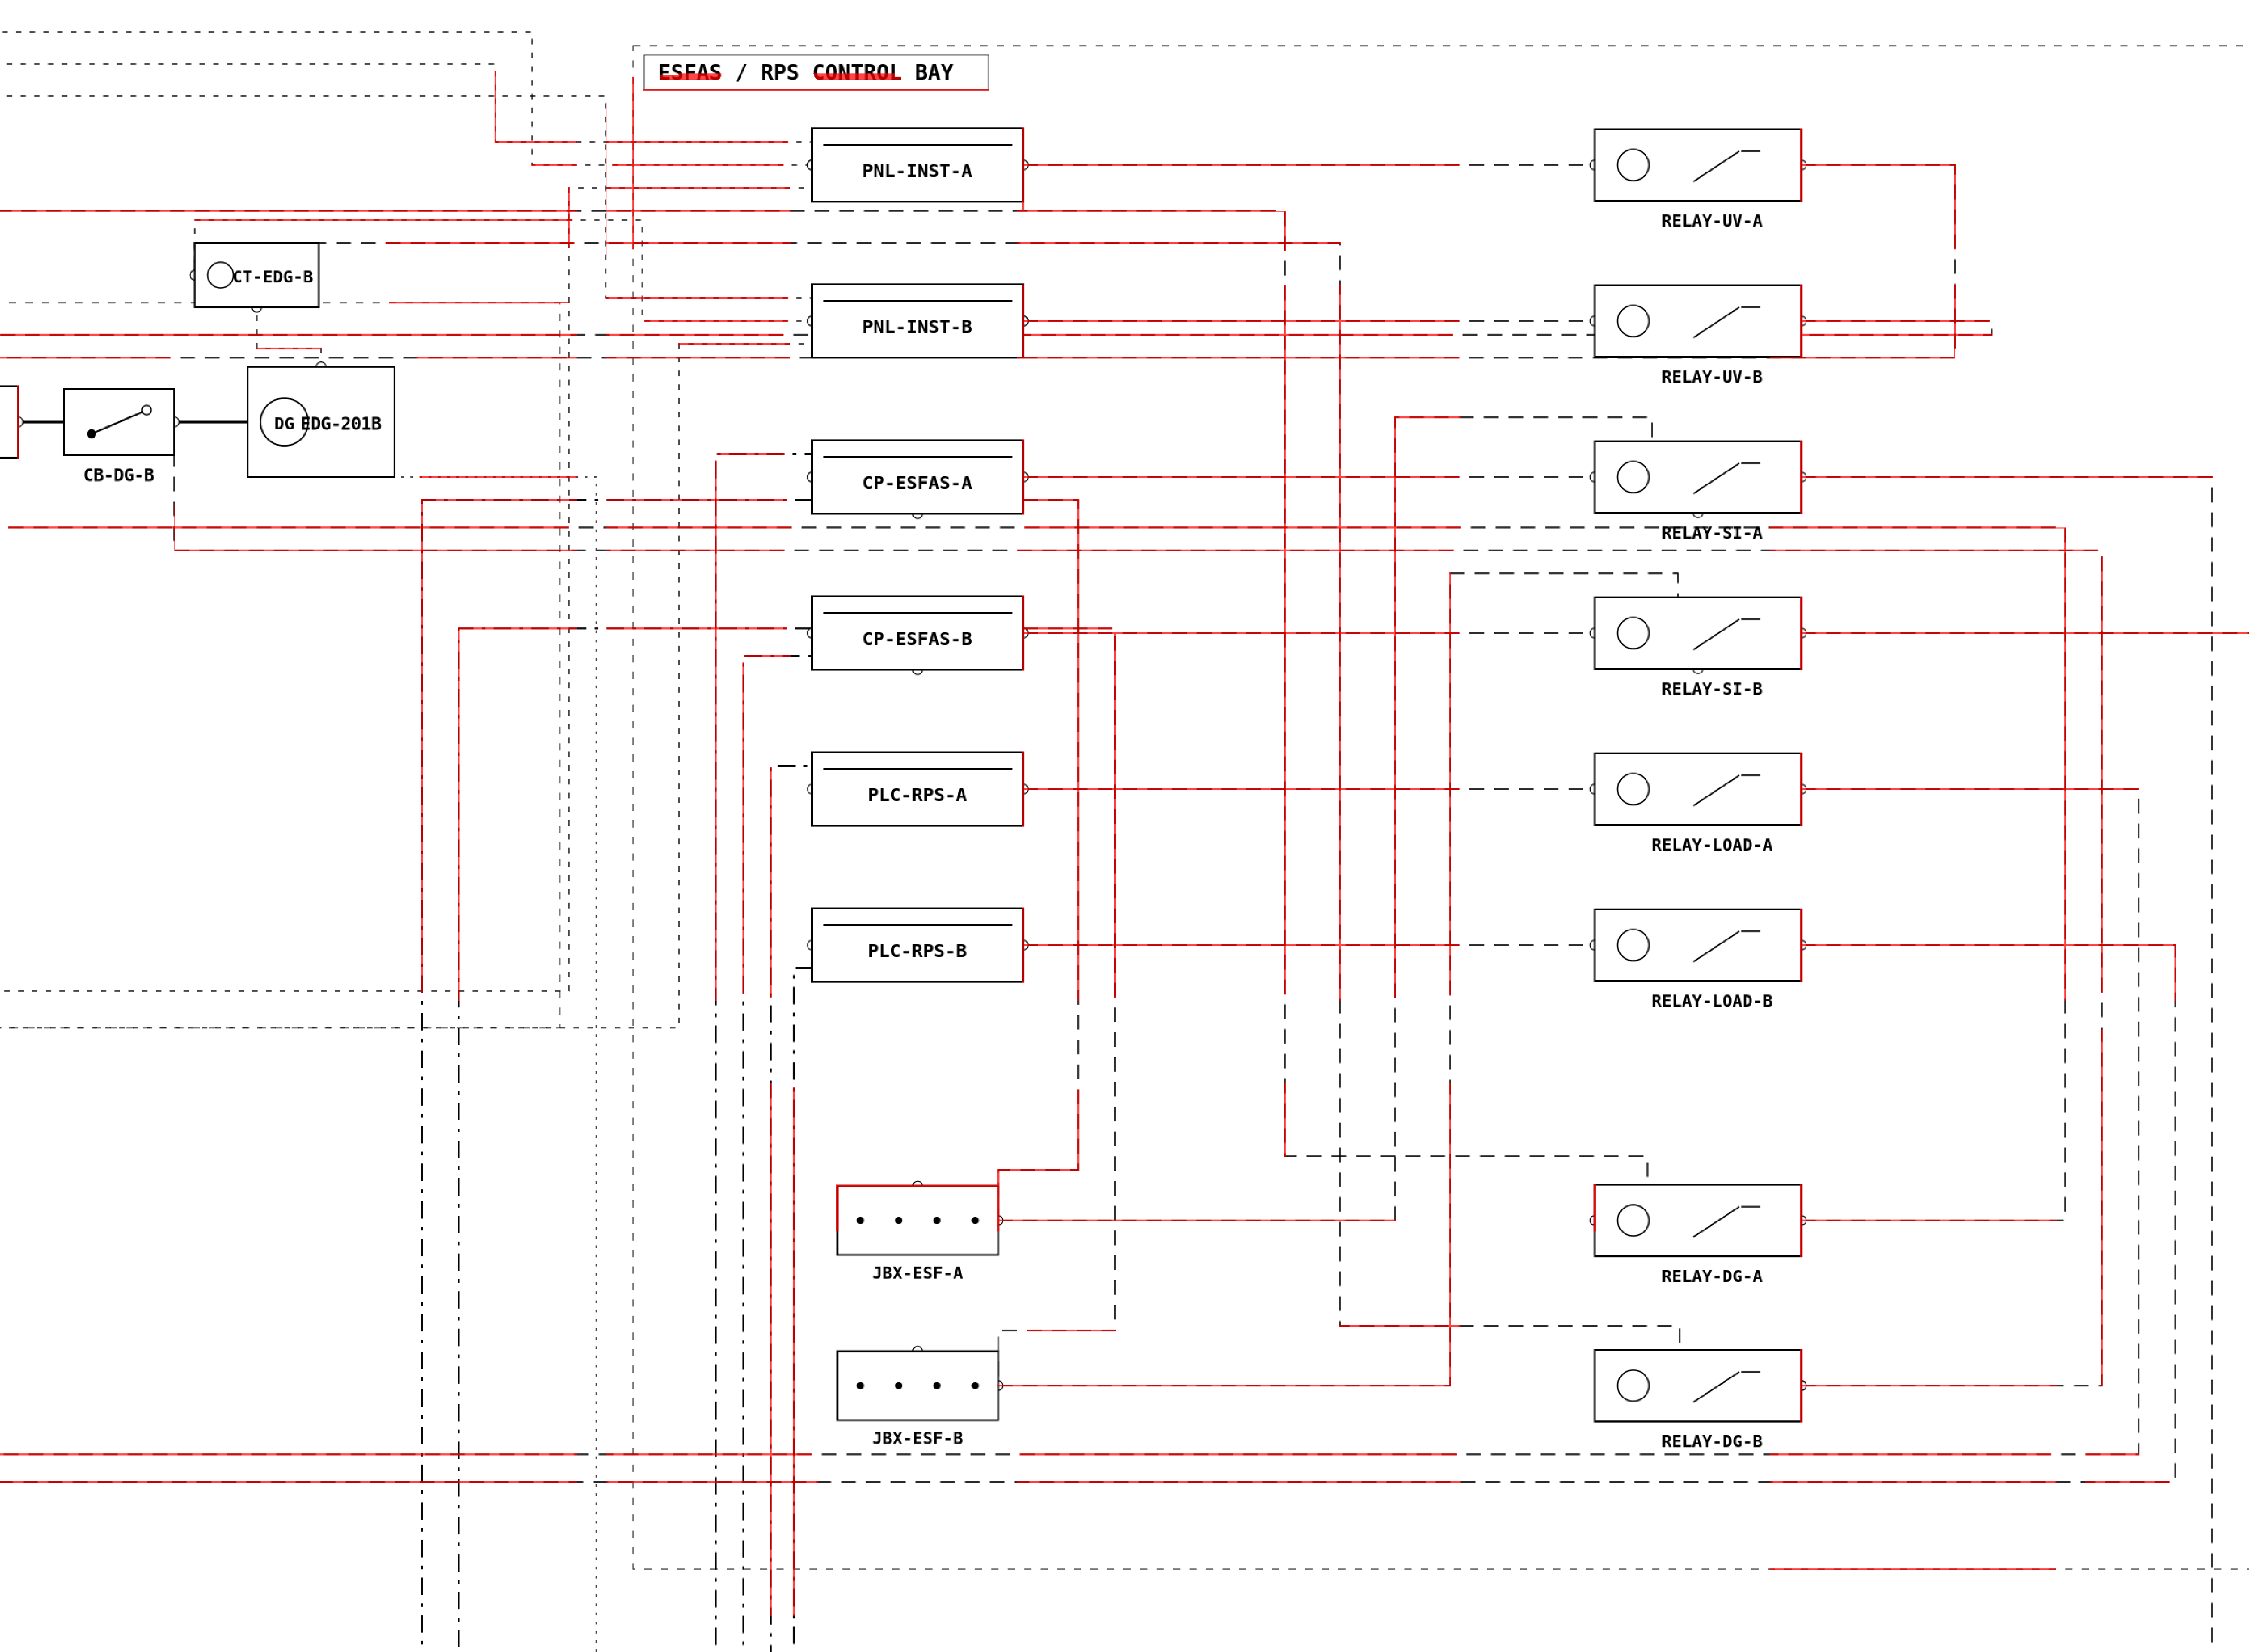 ESFAS / RPS CONTROL BAY
PNL-INST-A
RELAY-UV-A
CT-EDG-B
PNL-INST-B
RELAY-UV-B
DG EDG-201B
CB-DG-B
CP-ESFAS-A
RELAY-SI-A
CP-ESFAS-B
RELAY-SI-B
PLC-RPS-A
RELAY-LOAD-A
PLC-RPS-B
RELAY-LOAD-B
JBX-ESF-A
RELAY-DG-A
JBX-ESF-B
RELAY-DG-B